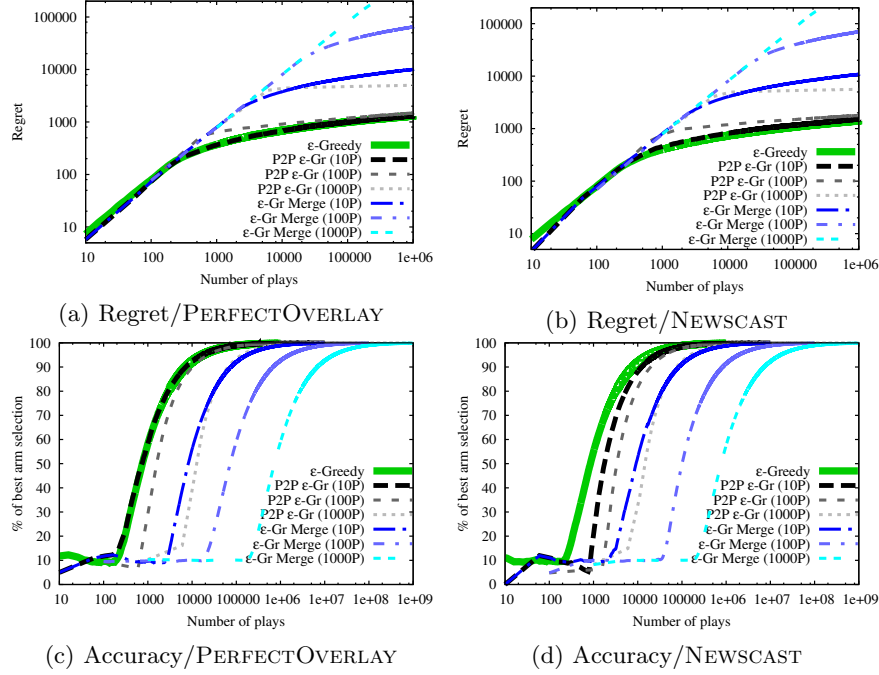 Regret
100000
10000
1000
100
10
10 100 1000 10000 100000 1e+06
Number of plays
ε-Greedy
P2P ε-Gr (10P)
P2P ε-Gr (100P)
P2P ε-Gr (1000P)
ε-Gr Merge (10P)
ε-Gr Merge (100P)
ε-Gr Merge (1000P)
(a) Regret/PERFECTOVERLAY
Regret
100000
10000
1000
100
10
10 100 1000 10000 100000 1e+06
Number of plays
ε-Greedy
P2P ε-Gr (10P)
P2P ε-Gr (100P)
P2P ε-Gr (1000P)
ε-Gr Merge (10P)
ε-Gr Merge (100P)
ε-Gr Merge (1000P)
(b) Regret/NEWSCAST
% of best arm selection
100
90
80
70
60
50
40
30
20
10
0
10 100 1000 10000 100000 1e+06 1e+07 1e+08 1e+09
Number of plays
ε-Greedy
P2P ε-Gr (10P)
P2P ε-Gr (100P)
P2P ε-Gr (1000P)
ε-Gr Merge (10P)
ε-Gr Merge (100P)
ε-Gr Merge (1000P)
(c) Accuracy/PERFECTOVERLAY
% of best arm selection
100
90
80
70
60
50
40
30
20
10
0
10 100 1000 10000 100000 1e+06 1e+07 1e+08 1e+09
Number of plays
ε-Greedy
P2P ε-Gr (10P)
P2P ε-Gr (100P)
P2P ε-Gr (1000P)
ε-Gr Merge (10P)
ε-Gr Merge (100P)
ε-Gr Merge (1000P)
(d) Accuracy/NEWSCAST